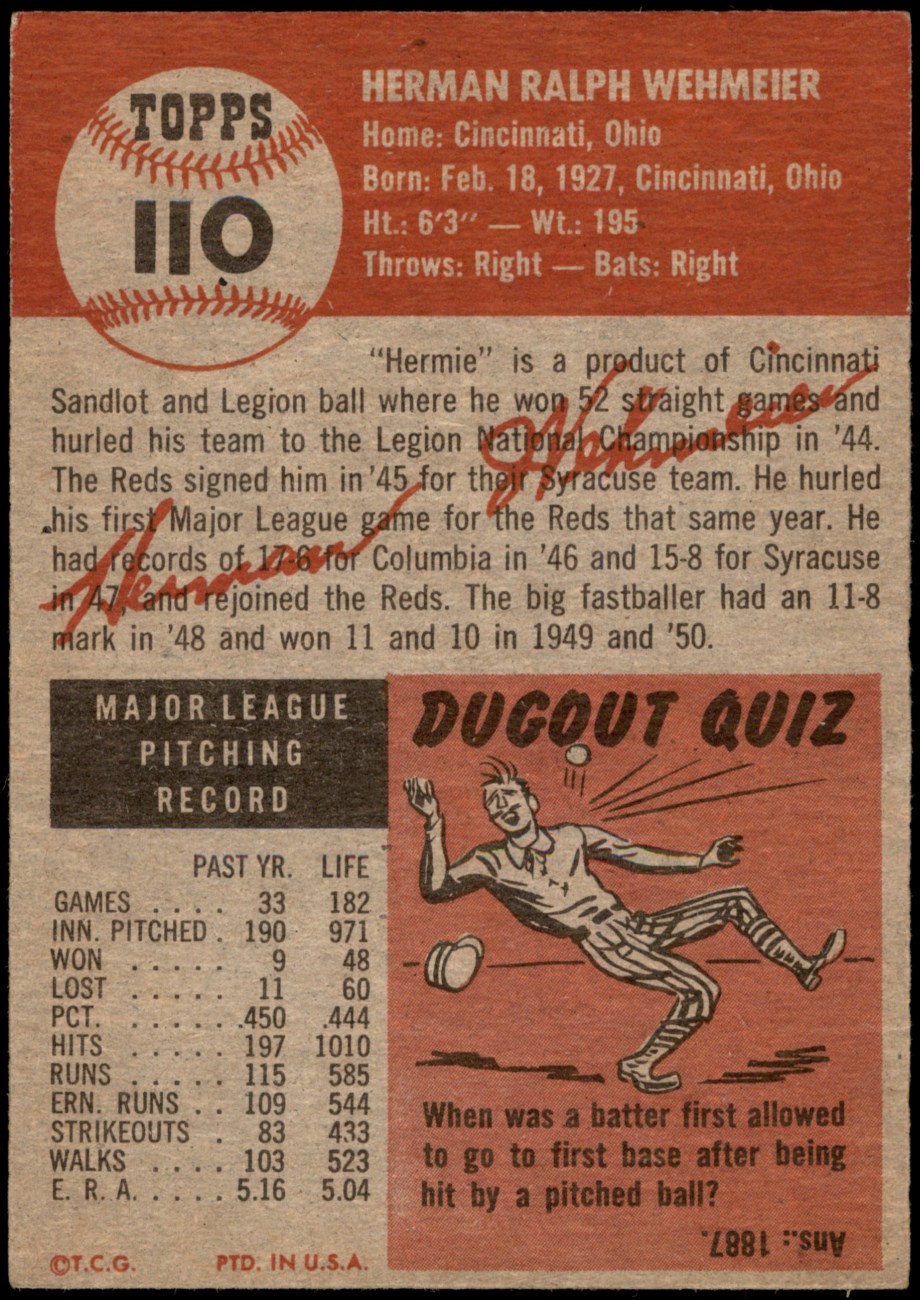 TOPPS
110
HERMAN RALPH WEHMEIER
Home: Cincinnati, Ohio
Born: Feb. 18, 1927, Cincinnati, Ohio
Ht.: 6'3" — Wt.: 195
Throws: Right — Bats: Right
"Hermie" is a product of Cincinnati
Sandlot and Legion ball where he won 52 straight games and
hurled his team to the Legion National Championship in '44.
The Reds signed him in '45 for their Syracuse team. He hurled
his first Major League game for the Reds that same year. He
had records of 17-6 for Columbia in '46 and 15-8 for Syracuse
in '47, and rejoined the Reds. The big fastballer had an 11-8
mark in '48 and won 11 and 10 in 1949 and '50.
Herman Wehmeier
MAJOR LEAGUE
PITCHING
RECORD
PAST YR. LIFE
GAMES . . . . 33 182
INN. PITCHED . 190 971
WON . . . . . 9 48
LOST . . . . . 11 60
PCT. . . . . . .450 .444
HITS . . . . . 197 1010
RUNS . . . . . 115 585
ERN. RUNS . . 109 544
STRIKEOUTS . 83 433
WALKS . . . . 103 523
E. R. A. . . . . 5.16 5.04
©T.C.G. PTD. IN U.S.A.
DUGOUT QUIZ
When was a batter first allowed
to go to first base after being
hit by a pitched ball?
Ans.: 1887.